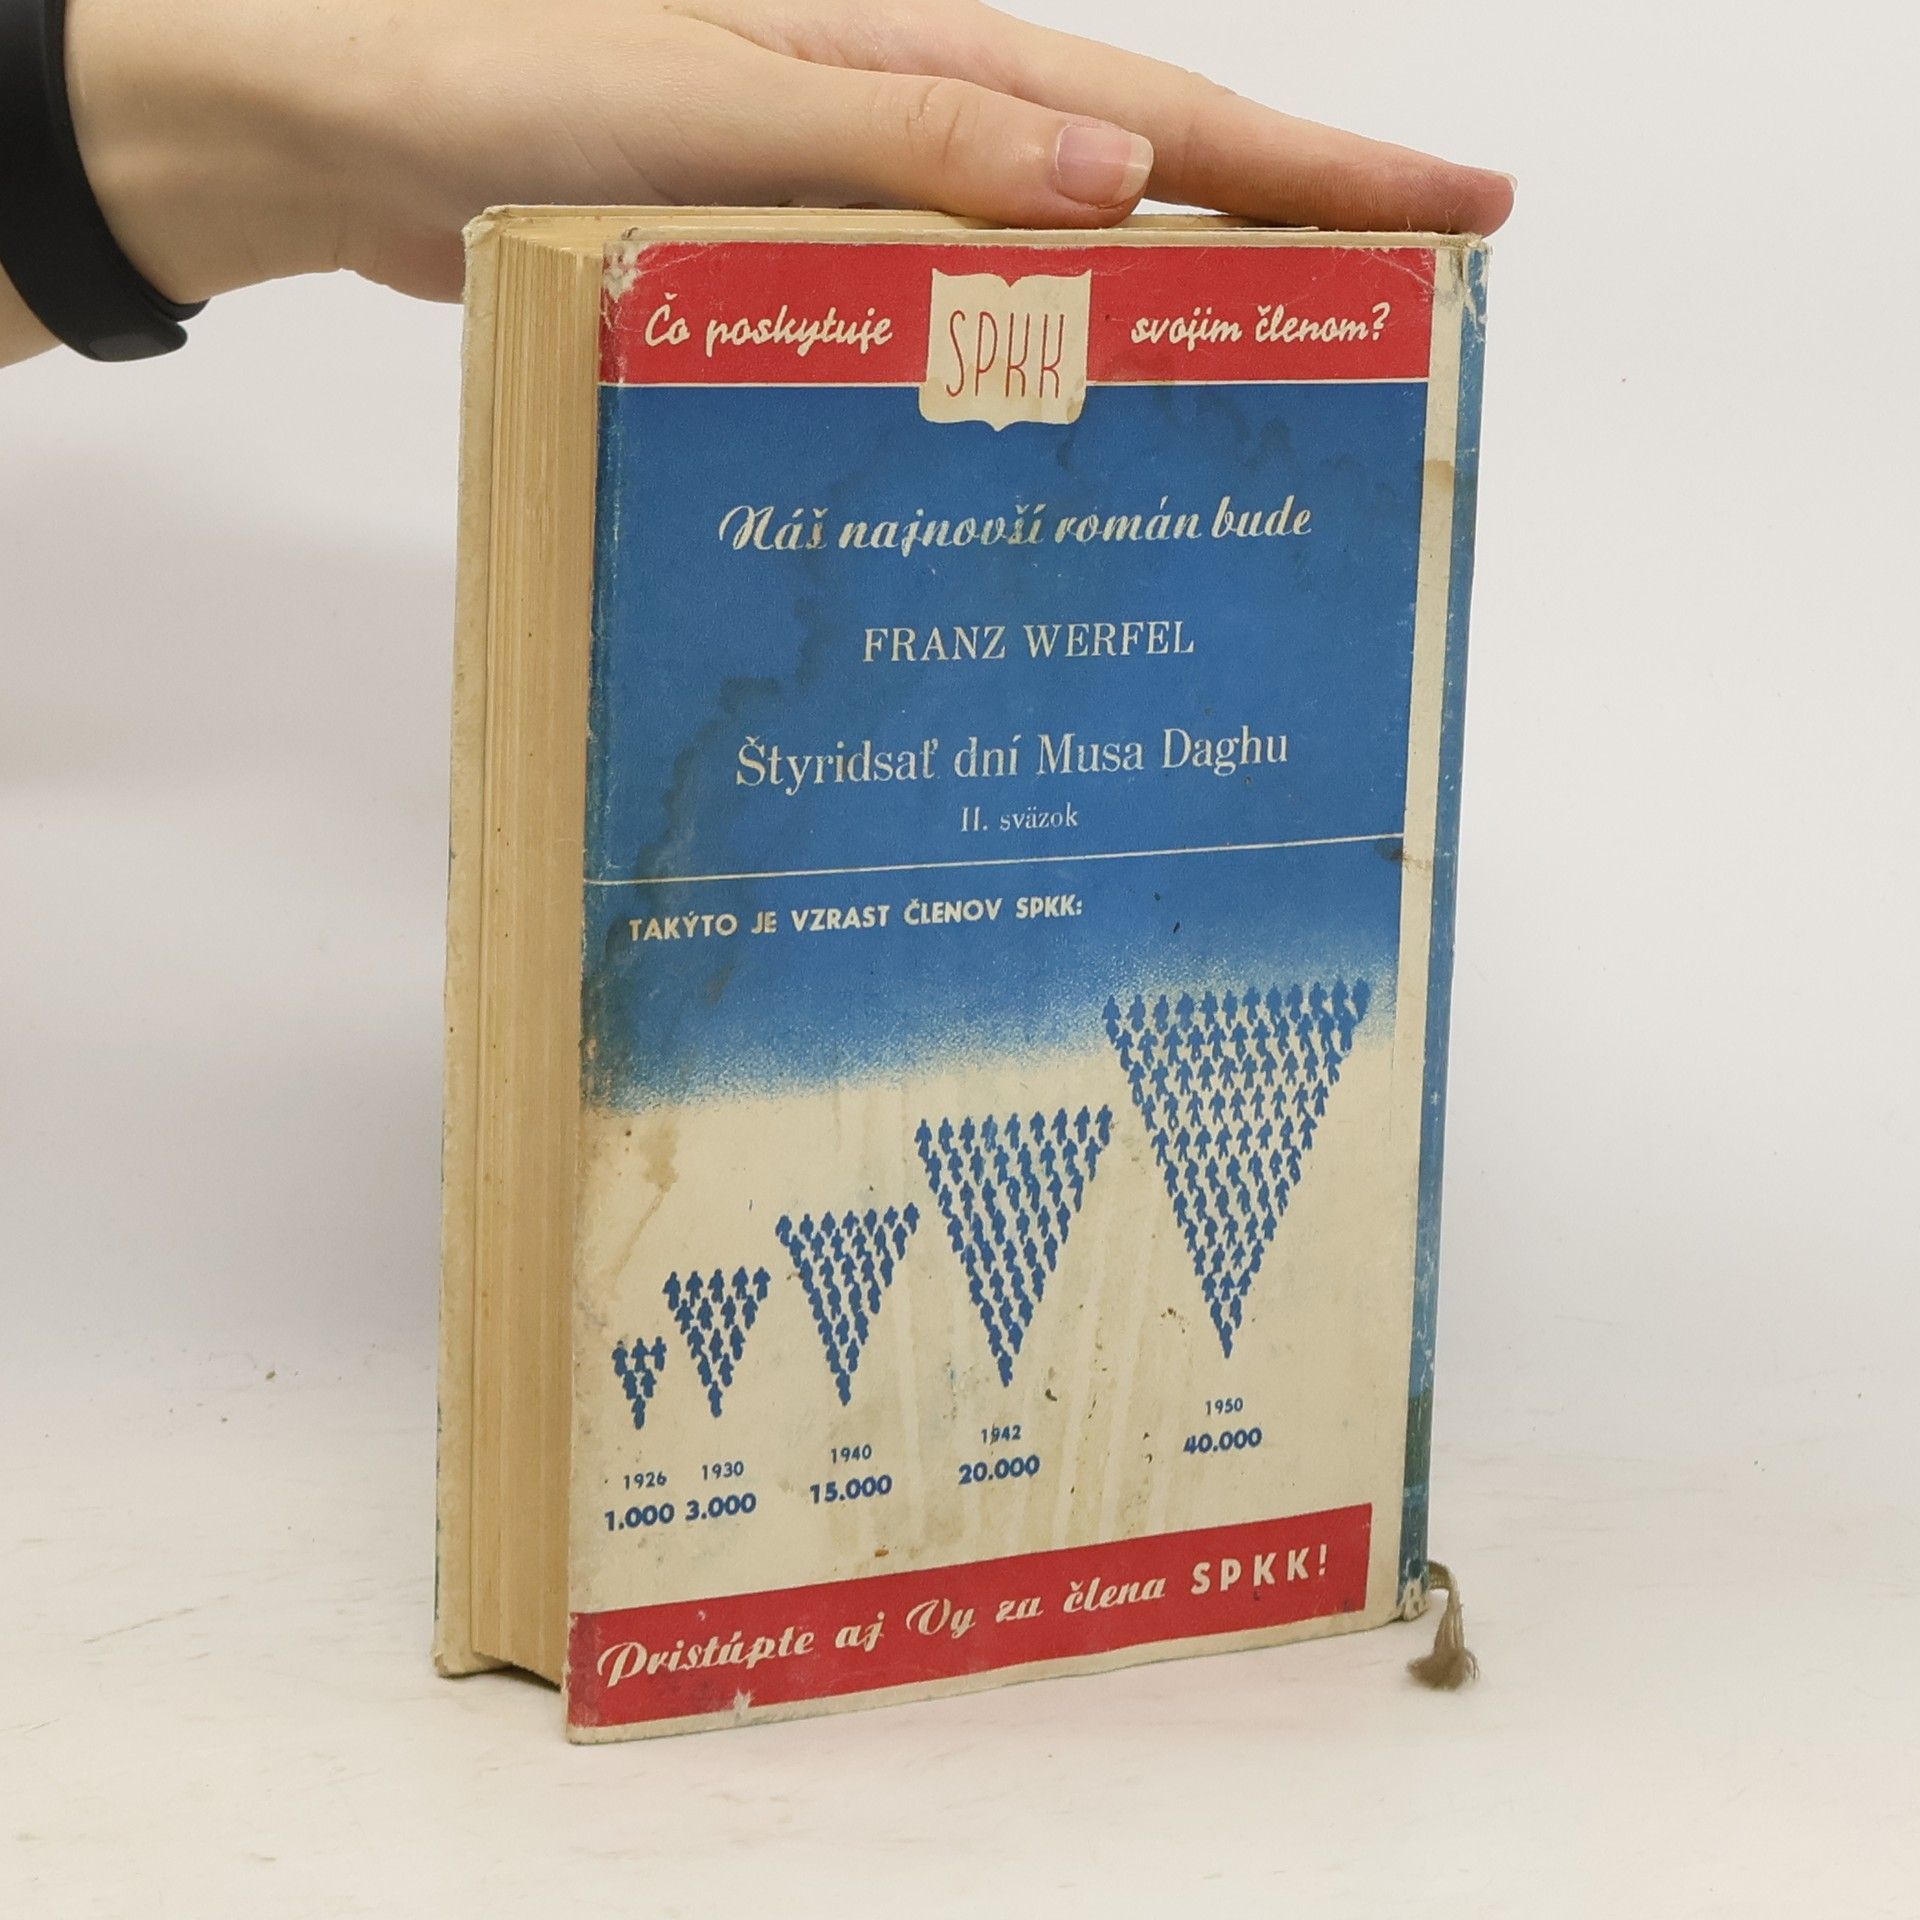 Čo poskytuje SPKK svojim členom?
Náš najnovší román bude
FRANZ WERFEL
Štyridsať dní Musa Daghu
II. sväzok
TAKÝTO JE VZRAST ČLENOV SPKK:
1926 1930 1940 1942 1950
1.000 3.000 15.000 20.000 40.000
Pristúpte aj Vy za člena SPKK!